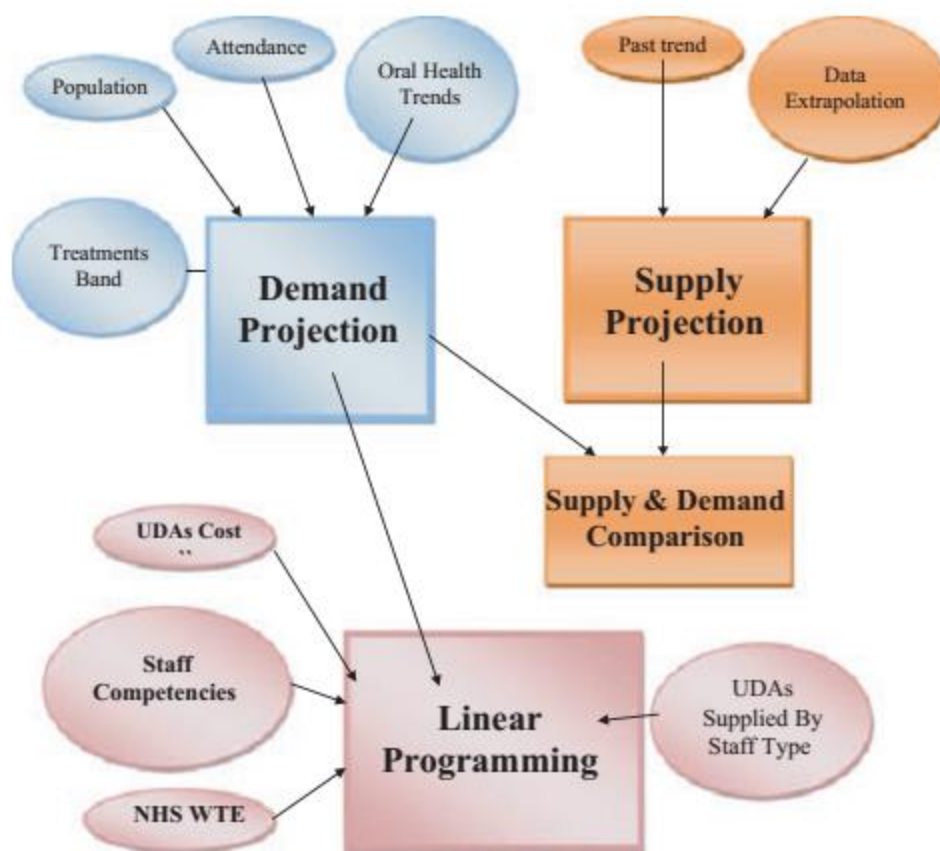 Attendance
Population
Oral Health
Trends
Past trend
Data
Extrapolation
Treatments
Band
Demand
Projection
Supply
Projection
Supply & Demand
Comparison
UDAs Cost
Staff
Competencies
NHS WTE
Linear
Programming
UDAs
Supplied By
Staff Type